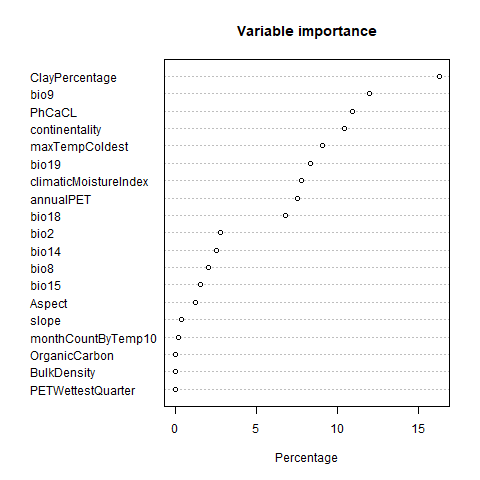 Variable importance
ClayPercentage
bio9
PhCaCL
continentality
maxTempColdest
bio19
climaticMoistureIndex
annualPET
bio18
bio2
bio14
bio8
bio15
Aspect
slope
monthCountByTemp10
OrganicCarbon
BulkDensity
PETWettestQuarter
0 5 10 15
Percentage